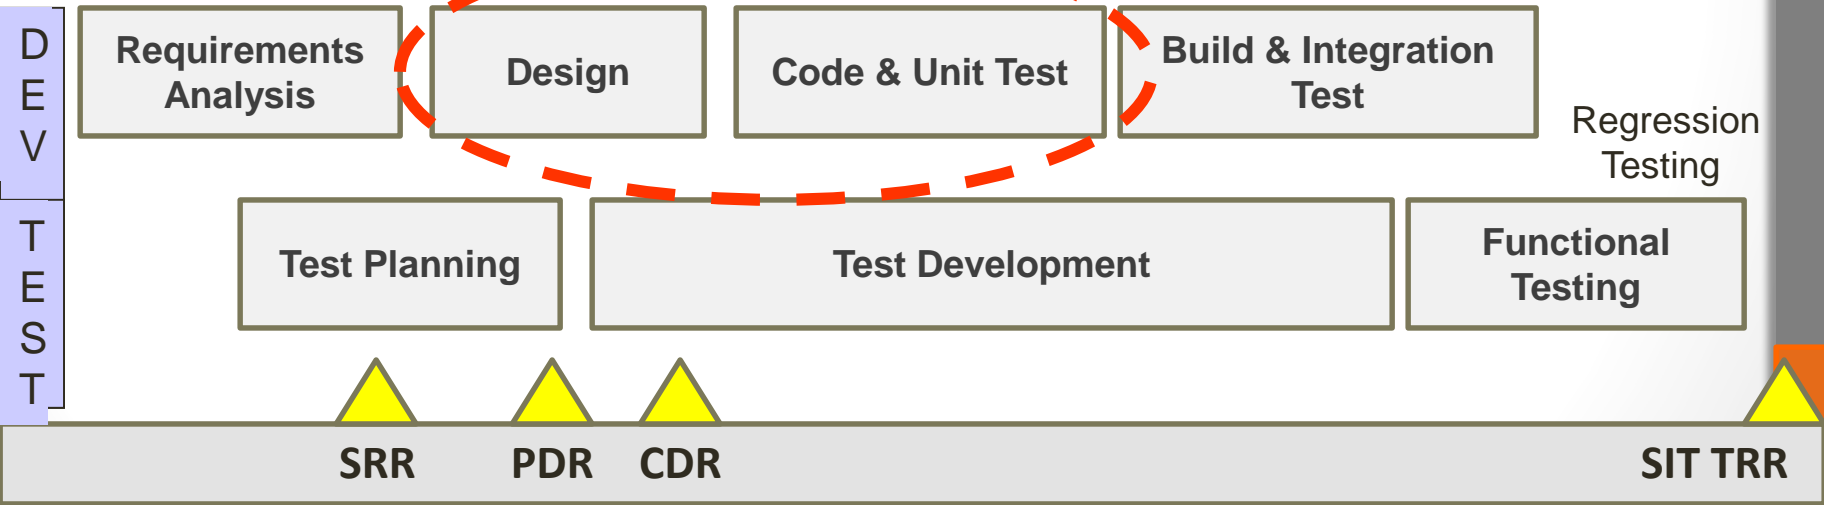 D
E
V
Requirements
Analysis
Design
Code & Unit Test
Build & Integration
Test
Regression
Testing
T
E
S
T
Test Planning
Test Development
Functional
Testing
SRR
PDR
CDR
SIT TRR